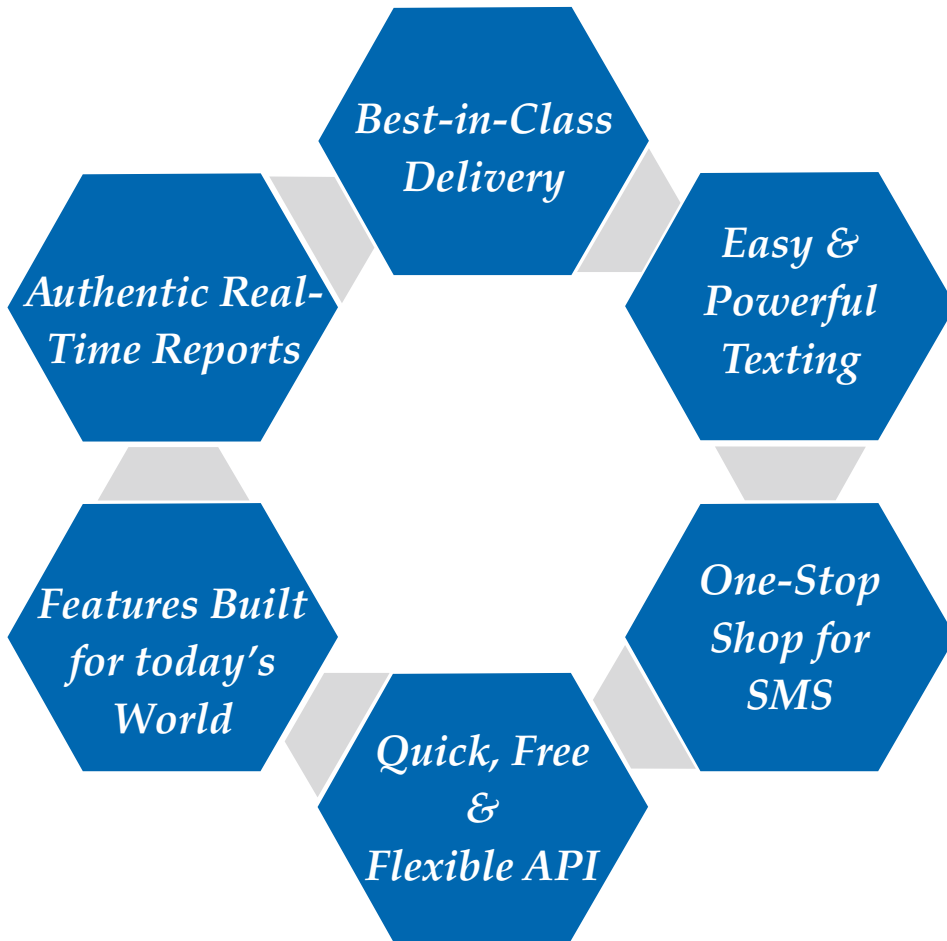 Best-in-Class
Delivery
Easy &
Powerful
Texting
One-Stop
Shop for
SMS
Quick, Free
&
Flexible API
Features Built
for today's
World
Authentic Real-
Time Reports